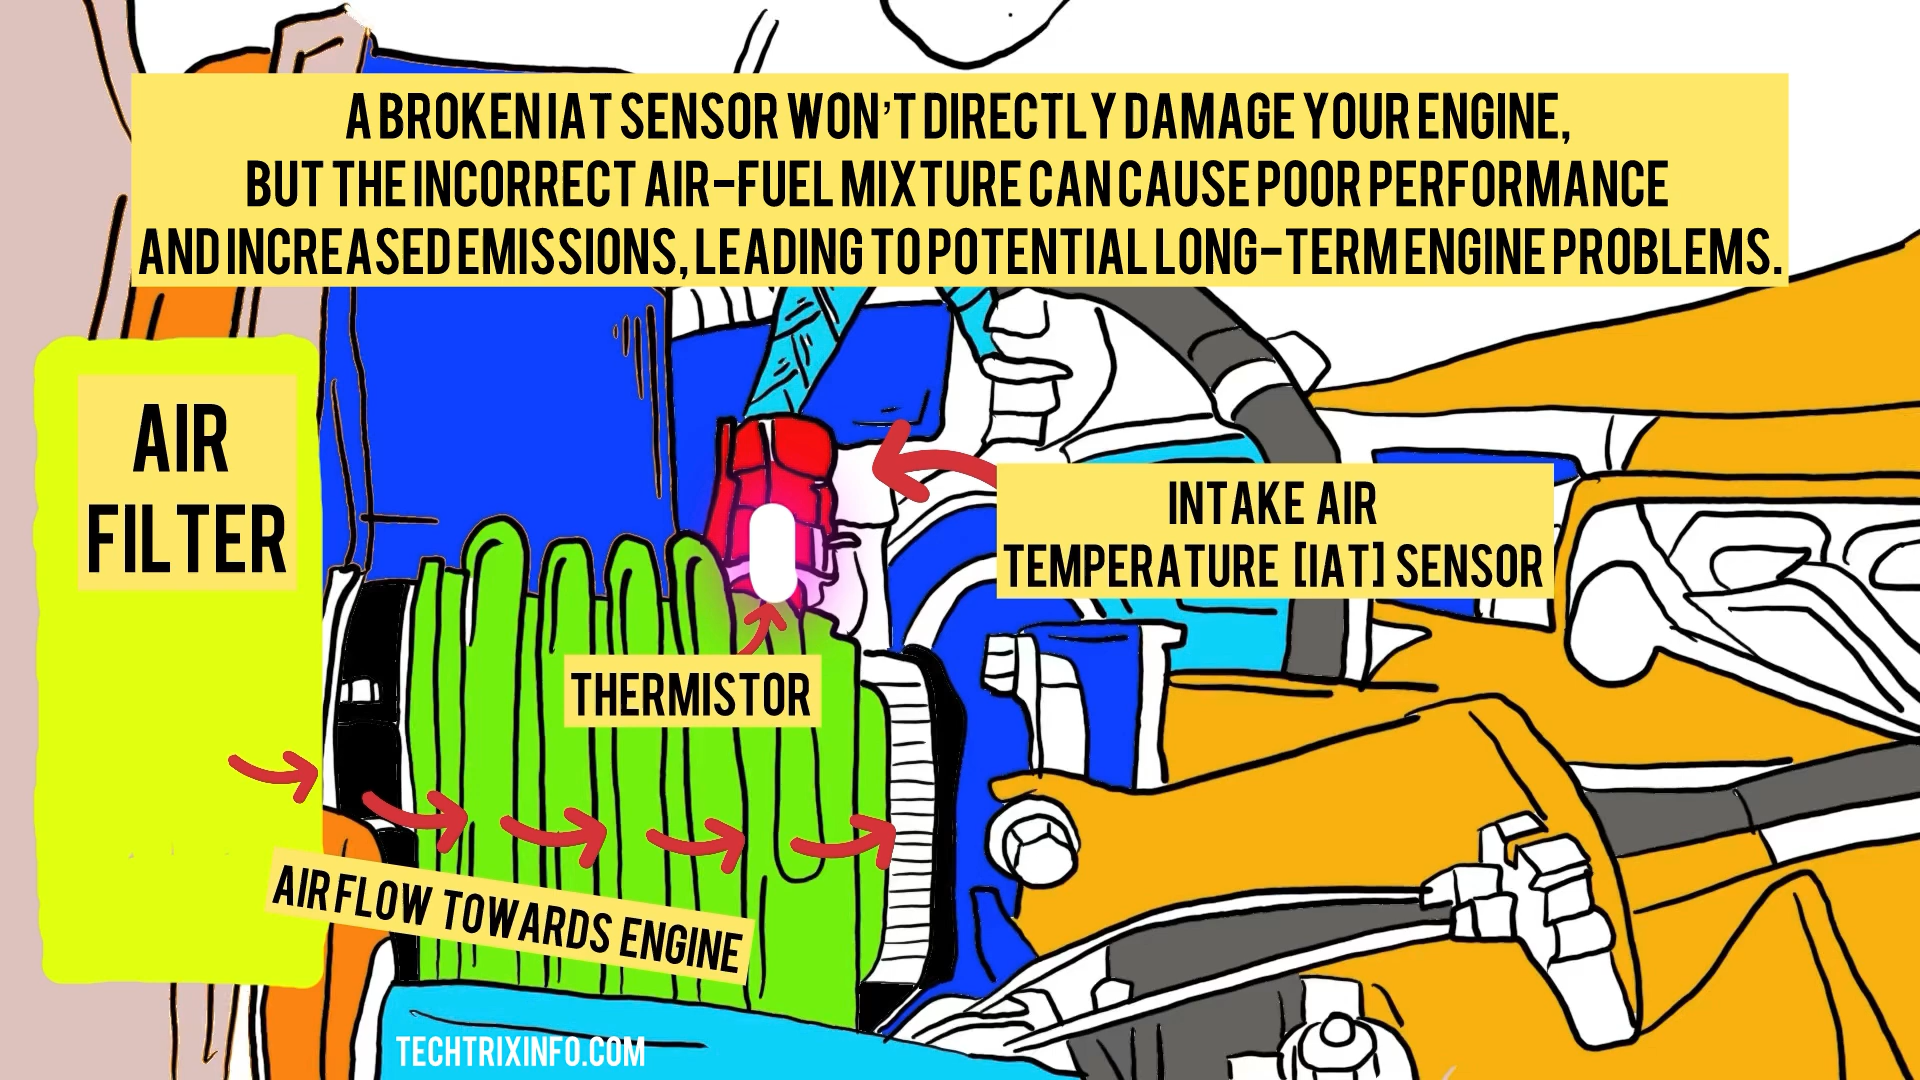 A BROKEN IAT SENSOR WON'T DIRECTLY DAMAGE YOUR ENGINE,
BUT THE INCORRECT AIR-FUEL MIXTURE CAN CAUSE POOR PERFORMANCE
AND INCREASED EMISSIONS, LEADING TO POTENTIAL LONG-TERM ENGINE PROBLEMS.
AIR
FILTER
INTAKE AIR
TEMPERATURE [IAT] SENSOR
THERMISTOR
AIR FLOW TOWARDS ENGINE
TECHTRIXINFO.COM